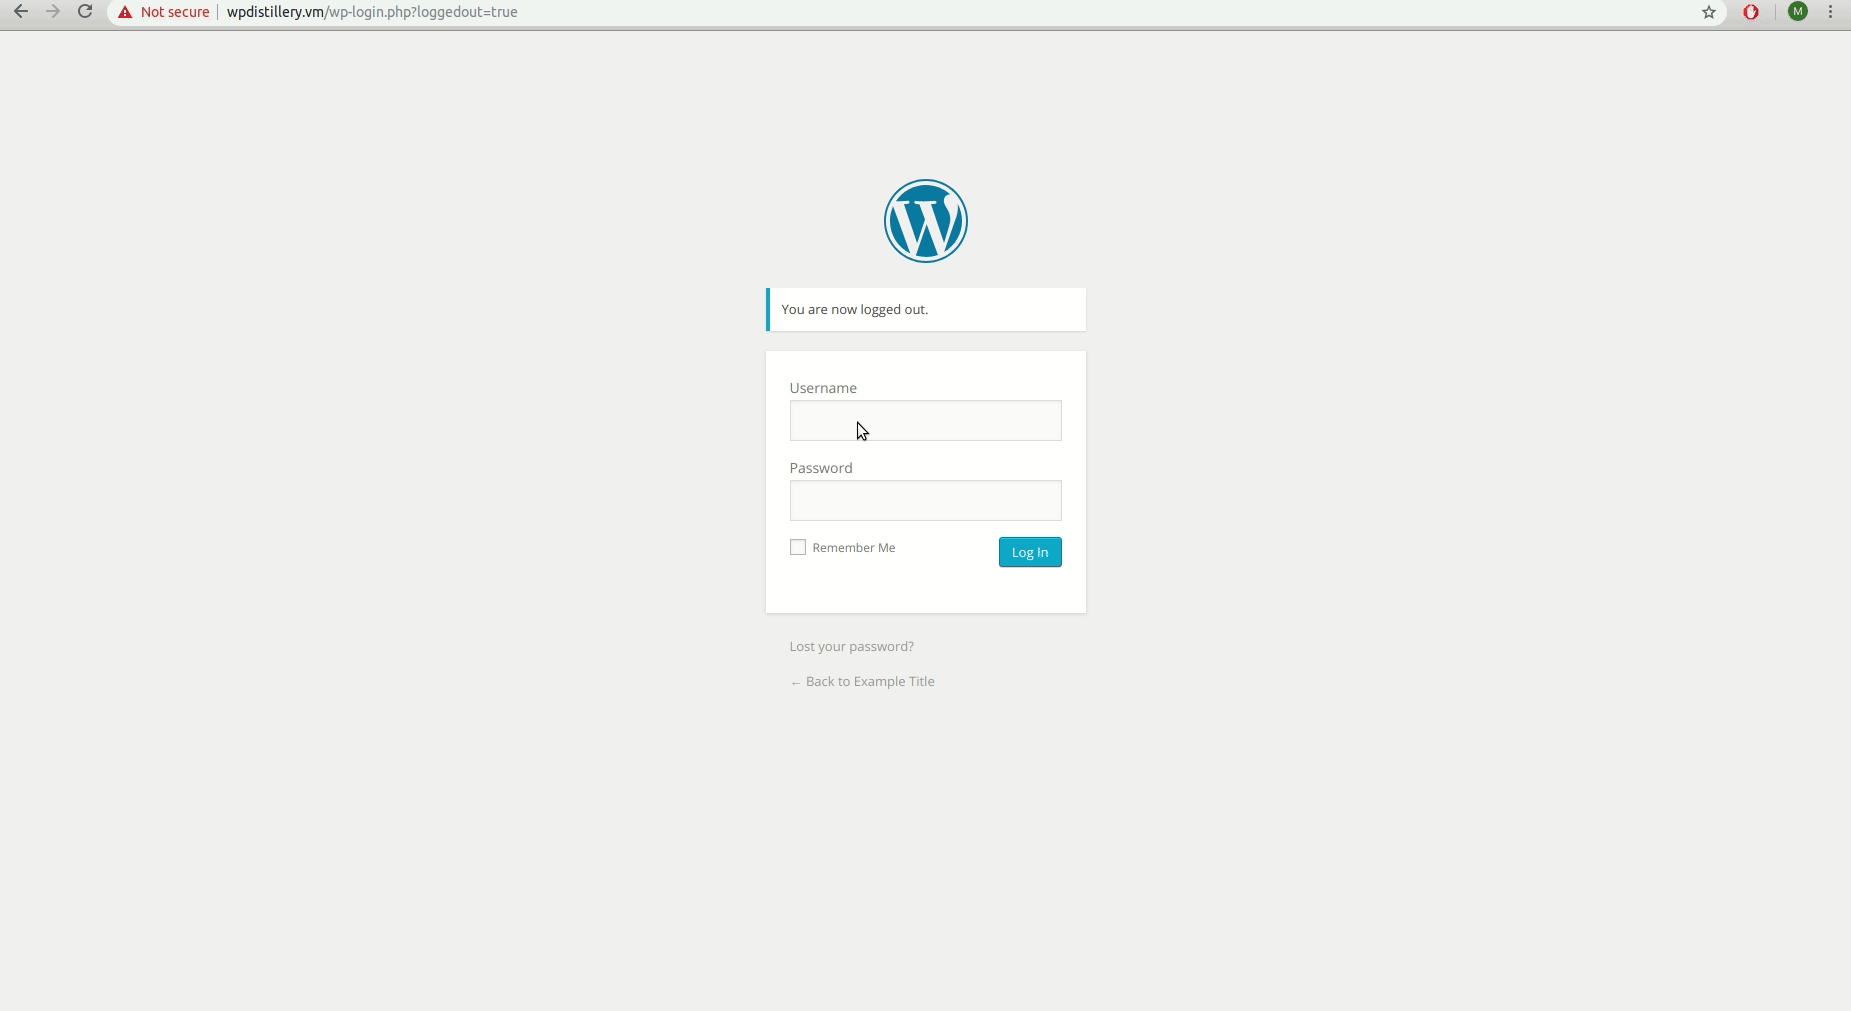 Not secure wpdistillery.vm/wp-login.php?loggedout=true M
W
You are now logged out.
Username
Password
Remember Me Log In
Lost your password?
← Back to Example Title